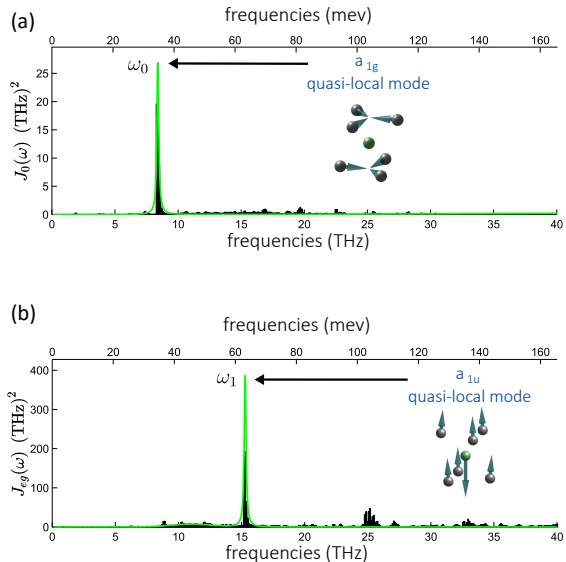 (a)
frequencies (mev)
0 20 40 60 80 100 120 140 160
ω₀
a 1g
quasi-local mode
J₀(ω) (THz)²
25
20
15
10
5
0
0 5 10 15 20 25 30 35 40
frequencies (THz)
(b)
frequencies (mev)
0 20 40 60 80 100 120 140 160
ω₁
a 1u
quasi-local mode
J_eg(ω) (THz)²
400
300
200
100
0
0 5 10 15 20 25 30 35 40
frequencies (THz)